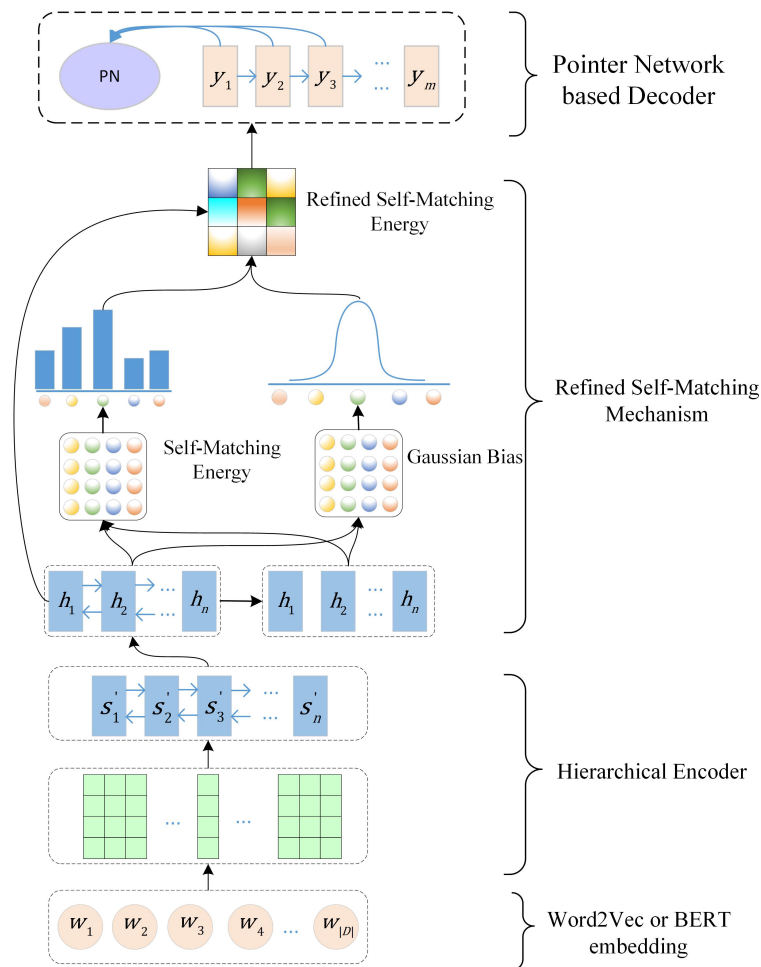 PN
y1 y2 y3 ... ... ym
Pointer Network
based Decoder
Refined Self-Matching
Energy
Refined Self-Matching
Mechanism
Self-Matching
Energy
Gaussian Bias
h1 h2 ... ... hn
h1 h2 ... ... hn
s'1 s'2 s'3 ... ... s'n
Hierarchical Encoder
... ...
w1 w2 w3 w4 ... w|D|
Word2Vec or BERT
embedding